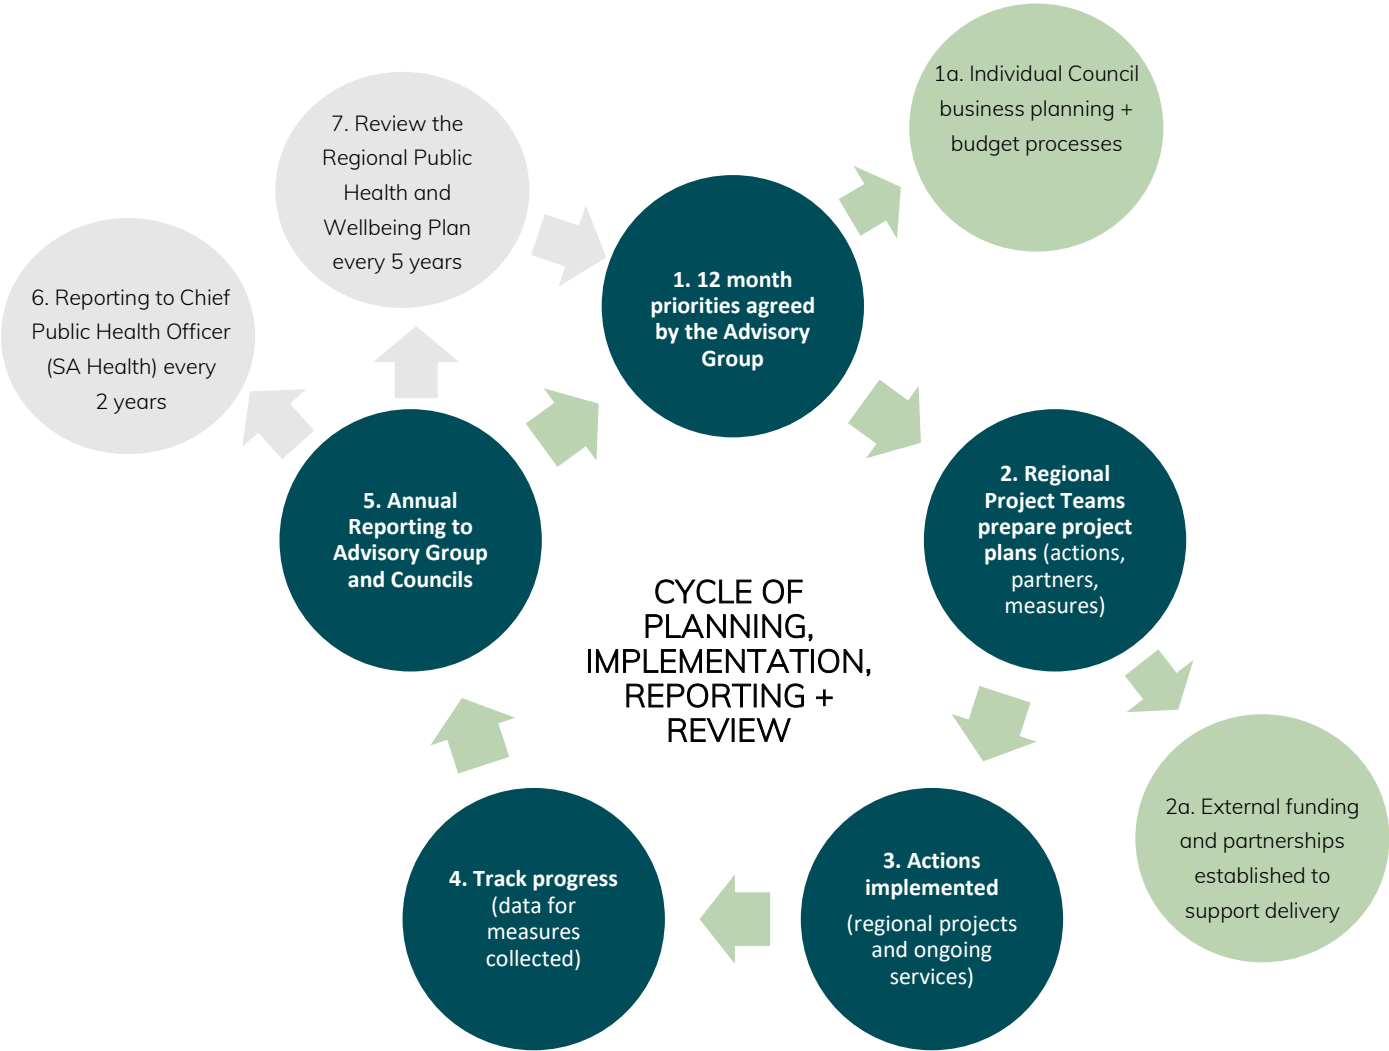 1a. Individual Council
business planning +
budget processes
7. Review the
Regional Public
Health and
Wellbeing Plan
every 5 years
1. 12 month
priorities agreed
by the Advisory
Group
6. Reporting to Chief
Public Health Officer
(SA Health) every
2 years
2. Regional
Project Teams
prepare project
plans (actions,
partners,
measures)
5. Annual
Reporting to
Advisory Group
and Councils
CYCLE OF
PLANNING,
IMPLEMENTATION,
REPORTING +
REVIEW
2a. External funding
and partnerships
established to
support delivery
3. Actions
implemented
(regional projects
and ongoing
services)
4. Track progress
(data for
measures
collected)